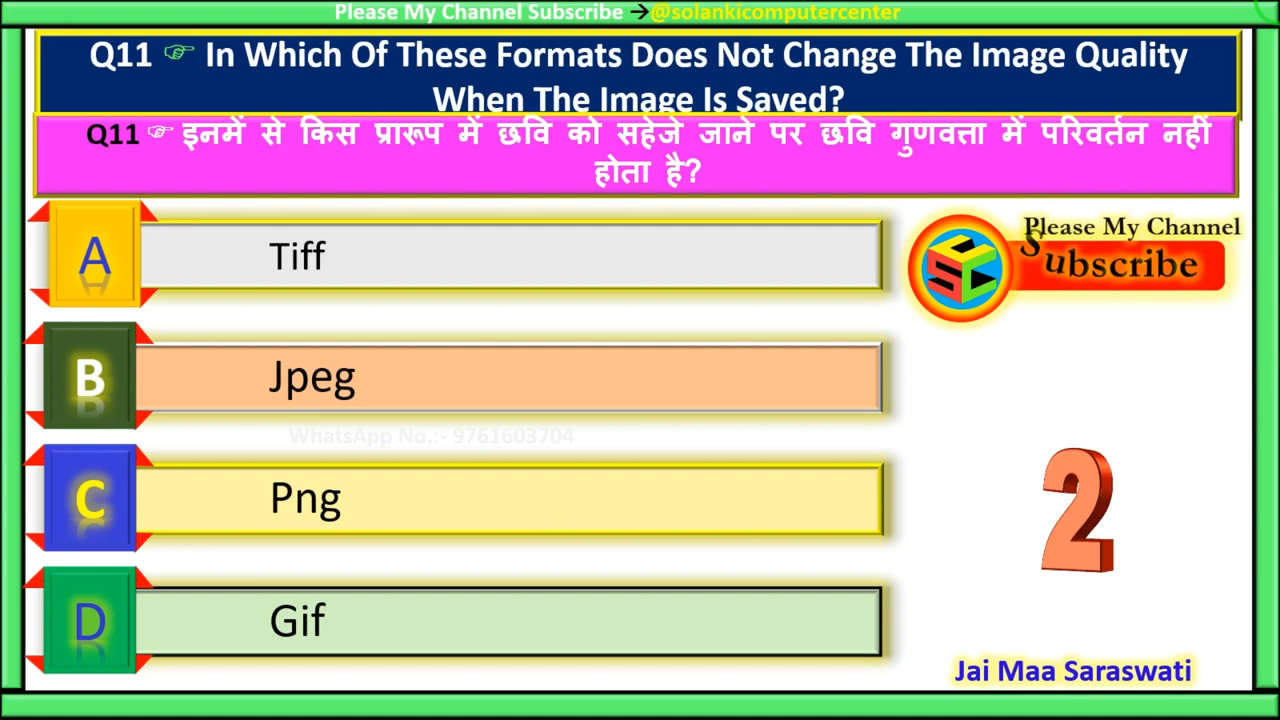 Please My Channel Subscribe →@solankicomputercenter
Q11 ☞ In Which Of These Formats Does Not Change The Image Quality
When The Image Is Saved?
Q11 ☞ इनमें से किस प्रारूप में छवि को सहेजे जाने पर छवि गुणवत्ता में परिवर्तन नहीं
होता है?
A Tiff
Please My Channel
Subscribe
SCC
B Jpeg
WhatsApp No.:- 9761603704
C Png
2
D Gif
Jai Maa Saraswati